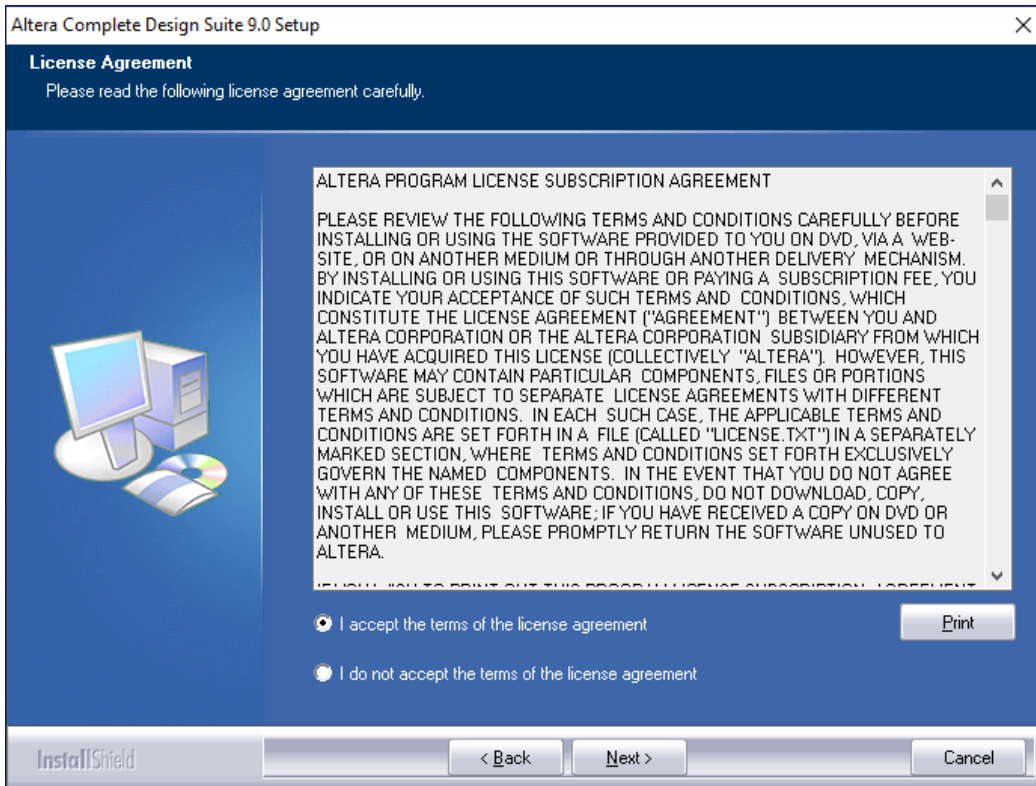 Altera Complete Design Suite 9.0 Setup
License Agreement
Please read the following license agreement carefully.
ALTERA PROGRAM LICENSE SUBSCRIPTION AGREEMENT
PLEASE REVIEW THE FOLLOWING TERMS AND CONDITIONS CAREFULLY BEFORE
INSTALLING OR USING THE SOFTWARE PROVIDED TO YOU ON DVD, VIA A WEB-
SITE, OR ON ANOTHER MEDIUM OR THROUGH ANOTHER DELIVERY MECHANISM.
BY INSTALLING OR USING THIS SOFTWARE OR PAYING A SUBSCRIPTION FEE, YOU
INDICATE YOUR ACCEPTANCE OF SUCH TERMS AND CONDITIONS, WHICH
CONSTITUTE THE LICENSE AGREEMENT ("AGREEMENT") BETWEEN YOU AND
ALTERA CORPORATION OR THE ALTERA CORPORATION SUBSIDIARY FROM WHICH
YOU HAVE ACQUIRED THIS LICENSE (COLLECTIVELY "ALTERA"). HOWEVER, THIS
SOFTWARE MAY CONTAIN PARTICULAR COMPONENTS, FILES OR PORTIONS
WHICH ARE SUBJECT TO SEPARATE LICENSE AGREEMENTS WITH DIFFERENT
TERMS AND CONDITIONS. IN EACH SUCH CASE, THE APPLICABLE TERMS AND
CONDITIONS ARE SET FORTH IN A FILE (CALLED "LICENSE.TXT") IN A SEPARATELY
MARKED SECTION, WHERE TERMS AND CONDITIONS SET FORTH EXCLUSIVELY
GOVERN THE NAMED COMPONENTS. IN THE EVENT THAT YOU DO NOT AGREE
WITH ANY OF THESE TERMS AND CONDITIONS, DO NOT DOWNLOAD, COPY,
INSTALL OR USE THIS SOFTWARE; IF YOU HAVE RECEIVED A COPY ON DVD OR
ANOTHER MEDIUM, PLEASE PROMPTLY RETURN THE SOFTWARE UNUSED TO
ALTERA.
I accept the terms of the license agreement
Print
I do not accept the terms of the license agreement
InstallShield
< Back
Next >
Cancel